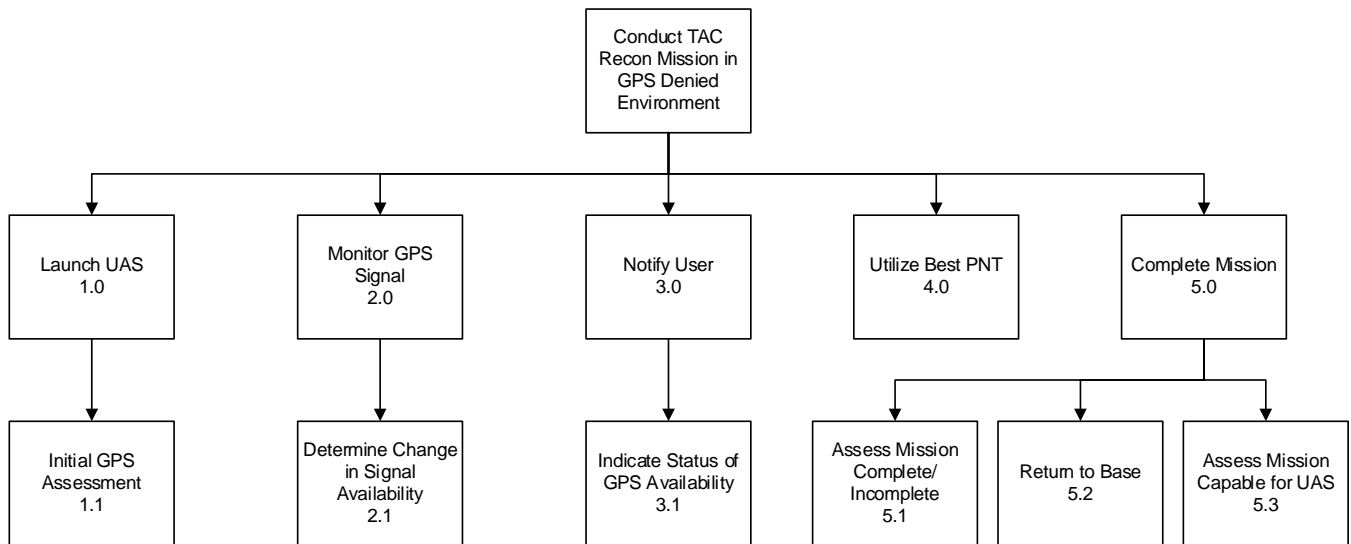 Conduct TAC
Recon Mission in
GPS Denied
Environment
Launch UAS
1.0
Monitor GPS
Signal
2.0
Notify User
3.0
Utilize Best PNT
4.0
Complete Mission
5.0
Initial GPS
Assessment
1.1
Determine Change
in Signal
Availability
2.1
Indicate Status of
GPS Availability
3.1
Assess Mission
Complete/
Incomplete
5.1
Return to Base
5.2
Assess Mission
Capable for UAS
5.3